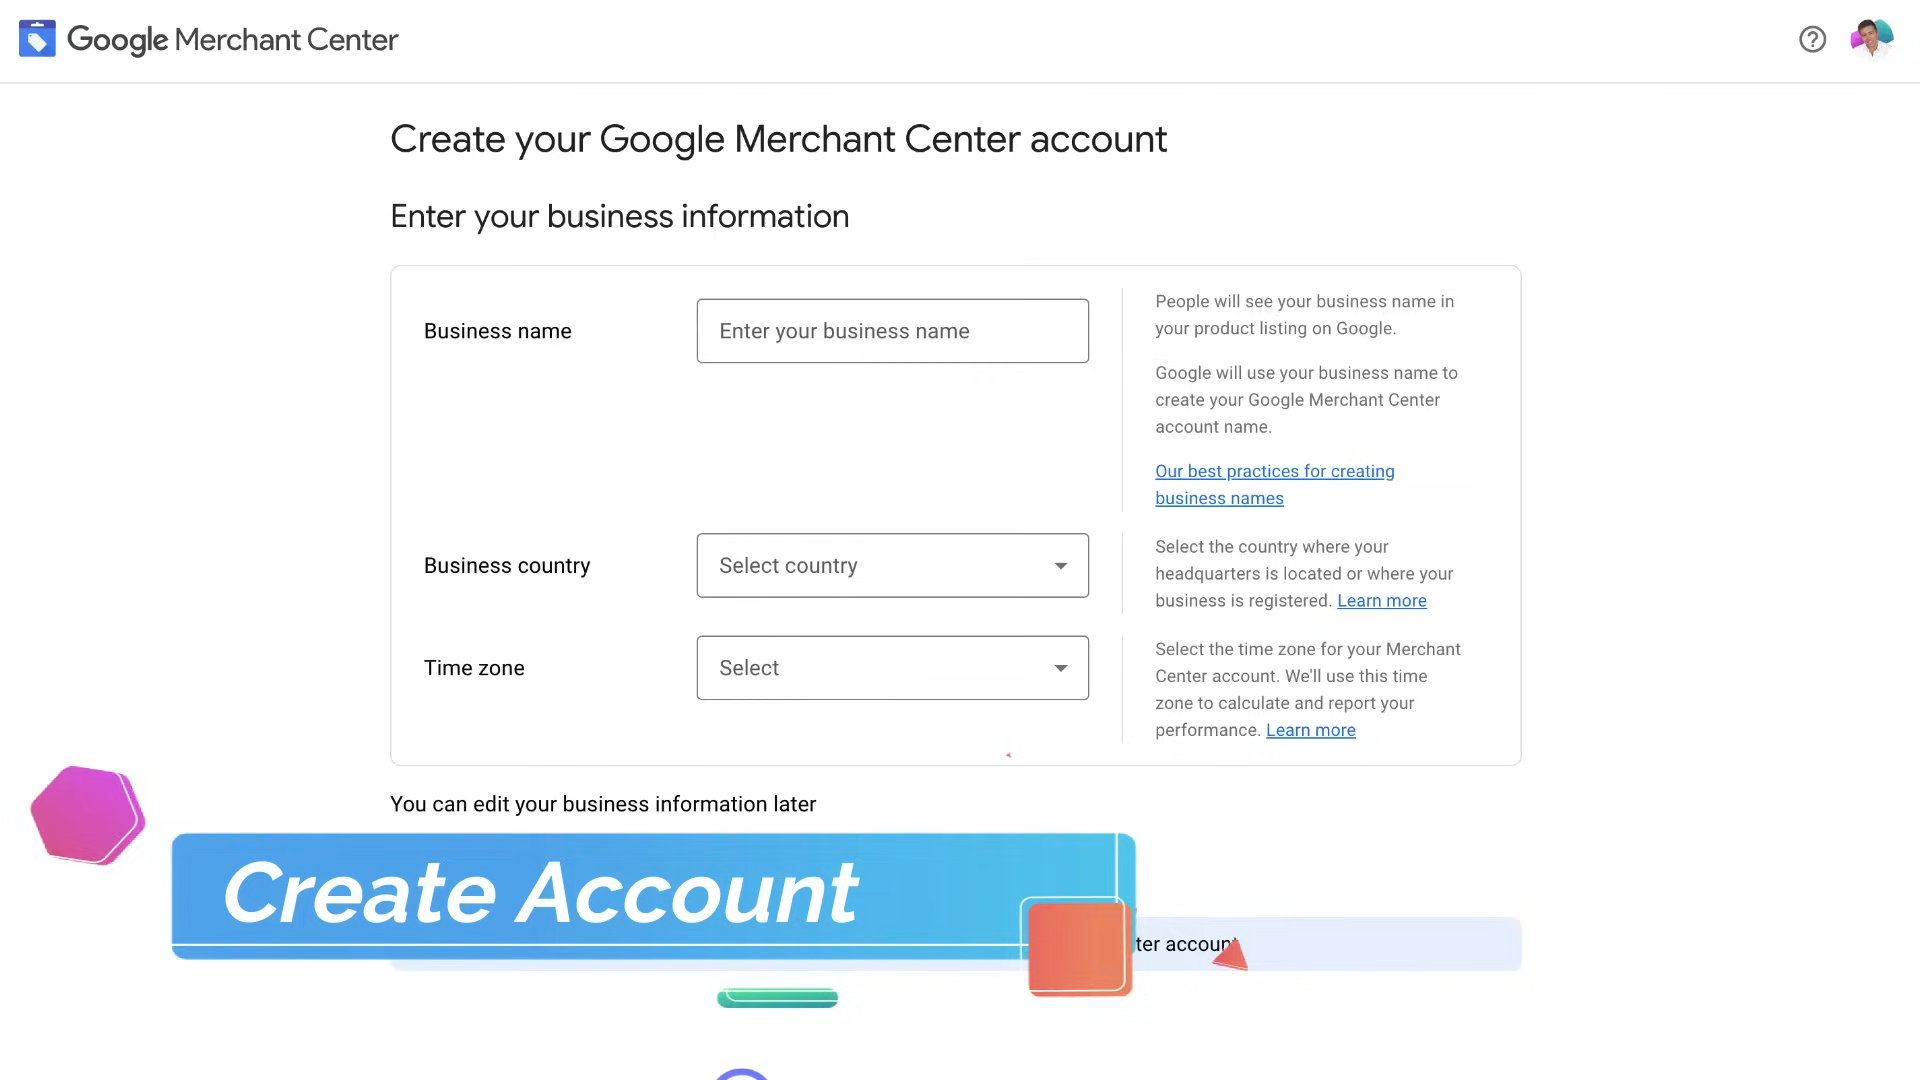 Google Merchant Center
Create your Google Merchant Center account
Enter your business information
Business name
Enter your business name
People will see your business name in
your product listing on Google.
Google will use your business name to
create your Google Merchant Center
account name.
Our best practices for creating
business names
Business country
Select country
Select the country where your
headquarters is located or where your
business is registered. Learn more
Time zone
Select
Select the time zone for your Merchant
Center account. We'll use this time
zone to calculate and report your
performance. Learn more
You can edit your business information later
Create Account
ter account